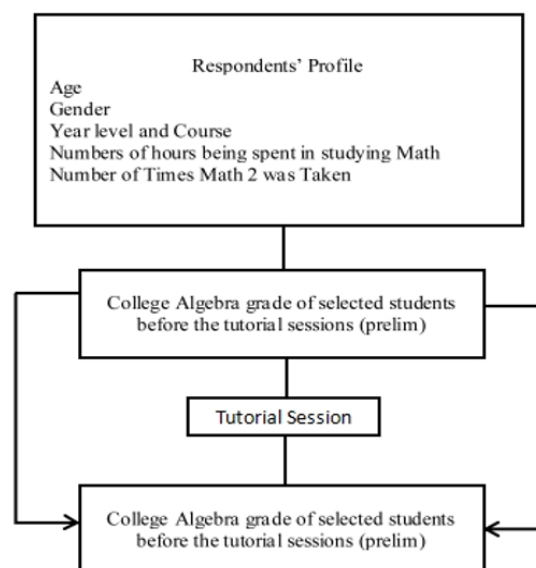 Respondents' Profile
Age
Gender
Year level and Course
Numbers of hours being spent in studying Math
Number of Times Math 2 was Taken
College Algebra grade of selected students
before the tutorial sessions (prelim)
Tutorial Session
College Algebra grade of selected students
before the tutorial sessions (prelim)